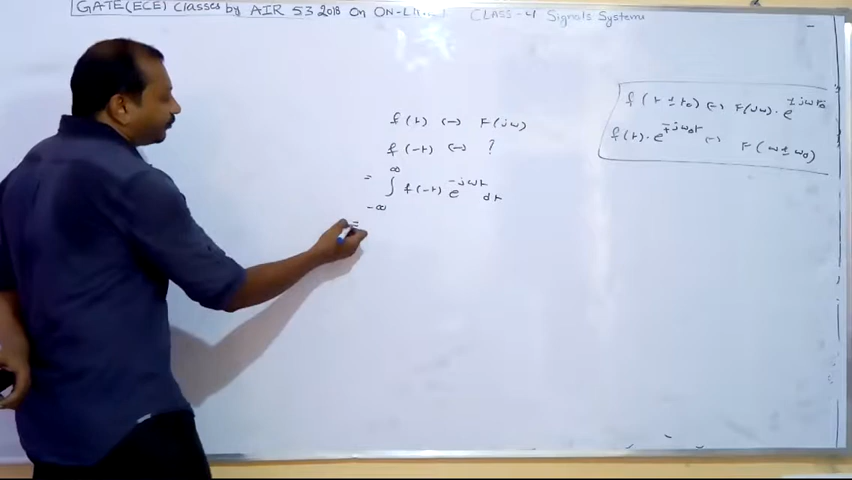 GATE(ECE) Classes by AIR 53 2018 On ON-Line CLASS-4 Signals Systems
f(t) ↔ F(jω)
f(-t) ↔ ?
= ∫_{-∞}^{∞} f(-t) e^{-jωt} dt
=
f(t±t₀) ↔ F(jω)·e^{±jωt₀}
f(t)·e^{∓jω₀t} ↔ F(ω±ω₀)